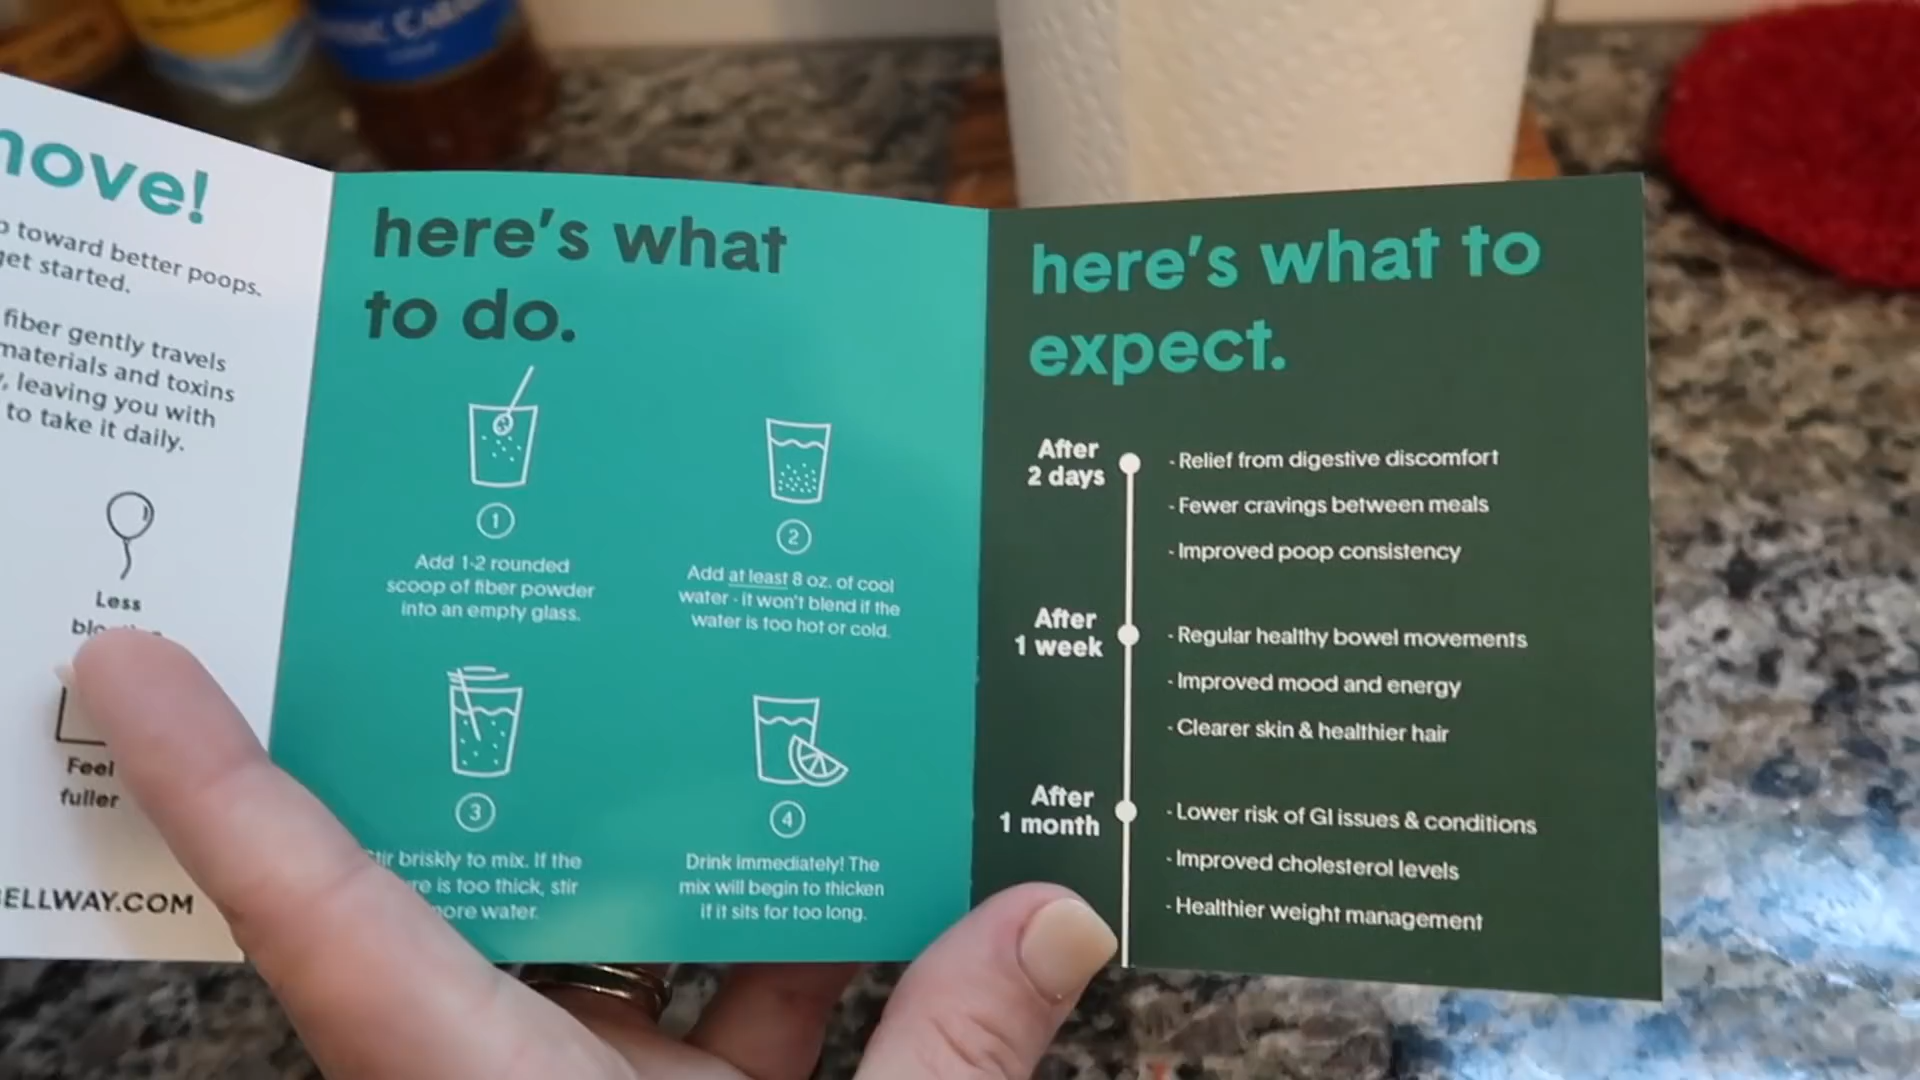 move!
toward better poops.
get started.
fiber gently travels
materials and toxins
leaving you with
to take it daily.
Less
Feel
fuller
BELLWAY.COM
here's what
to do.
1
Add 1-2 rounded
scoop of fiber powder
into an empty glass.
2
Add at least 8 oz. of cool
water - it won't blend if the
water is too hot or cold.
3
Stir briskly to mix. If the
is too thick, stir
more water.
4
Drink immediately! The
mix will begin to thicken
if it sits for too long.
here's what to
expect.
After
2 days
- Relief from digestive discomfort
- Fewer cravings between meals
- Improved poop consistency
After
1 week
- Regular healthy bowel movements
- Improved mood and energy
- Clearer skin & healthier hair
After
1 month
- Lower risk of GI issues & conditions
- Improved cholesterol levels
- Healthier weight management